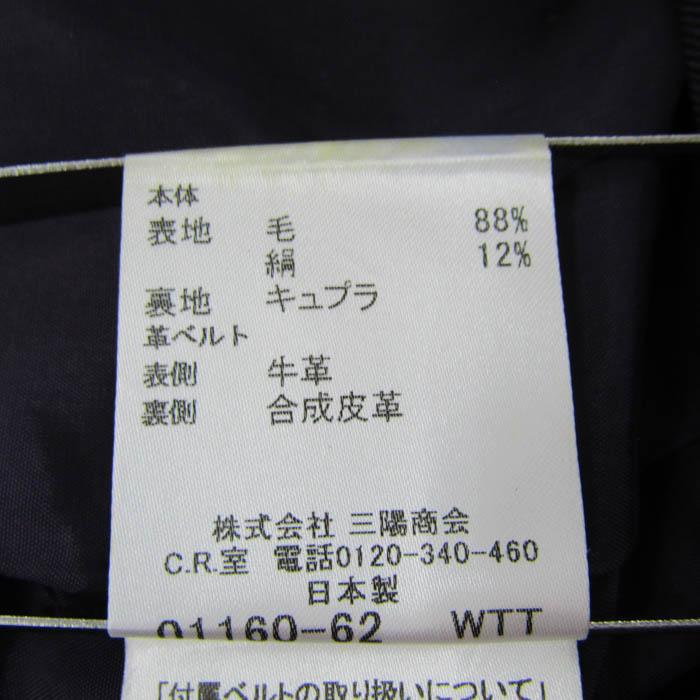 本体
表地 毛 88%
絹 12%
裏地 キュプラ
革ベルト
表側 牛革
裏側 合成皮革
株式会社 三陽商会
C.R.室 電話0120-340-460
日本製
01160-62 WTT
「付属ベルトの取り扱いについて」